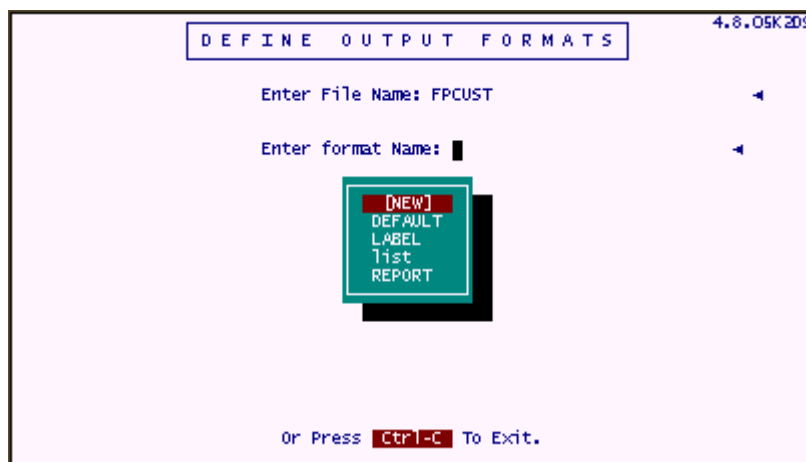 4.8.05K2D9
DEFINE OUTPUT FORMATS
Enter File Name: FPCUST
Enter format Name:
[NEW]
DEFAULT
LABEL
list
REPORT
Or Press Ctrl-C To Exit.